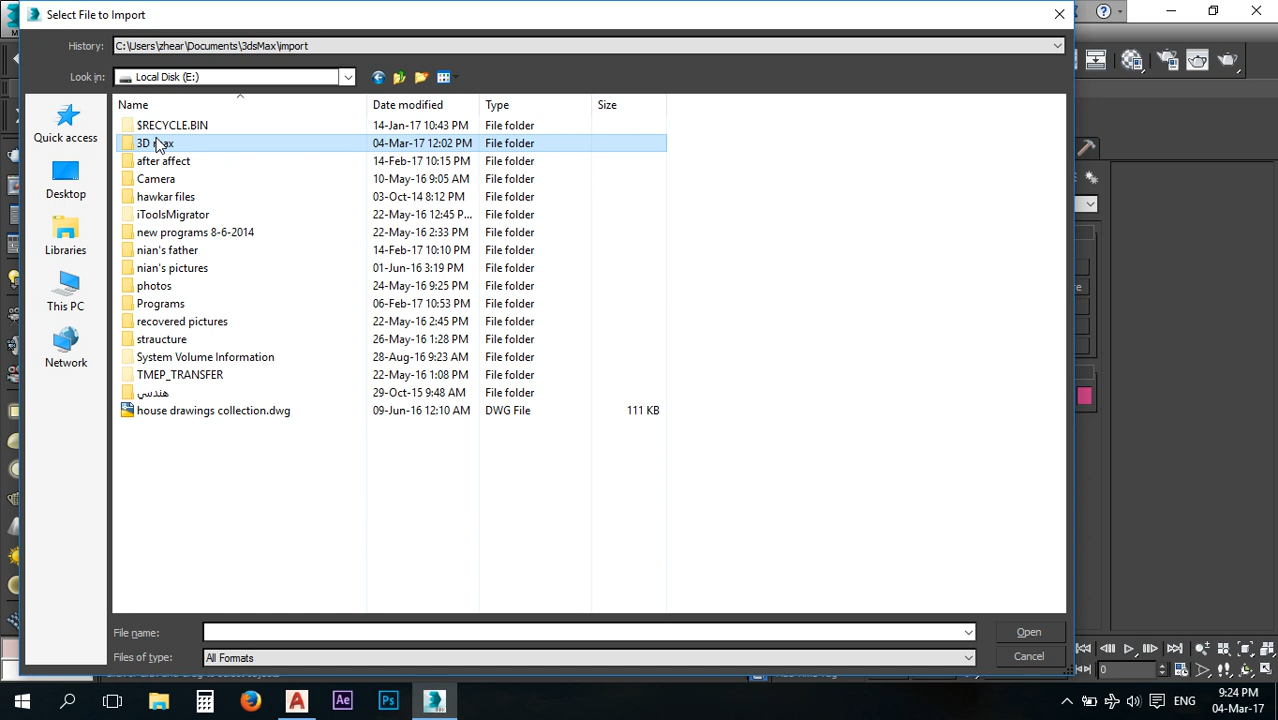 Select File to Import
History: C:\Users\zhear\Documents\3dsMax\import
Look in: Local Disk (E:)
Name Date modified Type Size
$RECYCLE.BIN 14-Jan-17 10:43 PM File folder
3D max 04-Mar-17 12:02 PM File folder
after affect 14-Feb-17 10:15 PM File folder
Camera 10-May-16 9:05 AM File folder
hawkar files 03-Oct-14 8:12 PM File folder
iToolsMigrator 22-May-16 12:45 P... File folder
new programs 8-6-2014 22-May-16 2:33 PM File folder
nian's father 14-Feb-17 10:10 PM File folder
nian's pictures 01-Jun-16 3:19 PM File folder
photos 24-May-16 9:25 PM File folder
Programs 06-Feb-17 10:53 PM File folder
recovered pictures 22-May-16 2:45 PM File folder
straucture 26-May-16 1:28 PM File folder
System Volume Information 28-Aug-16 9:23 AM File folder
TMEP_TRANSFER 22-May-16 1:08 PM File folder
هندسي 29-Oct-15 9:48 AM File folder
house drawings collection.dwg 09-Jun-16 12:10 AM DWG File 111 KB
Quick access
Desktop
Libraries
This PC
Network
File name: Open
Files of type: All Formats Cancel
0
Ae Ps ENG 9:24 PM
04-Mar-17